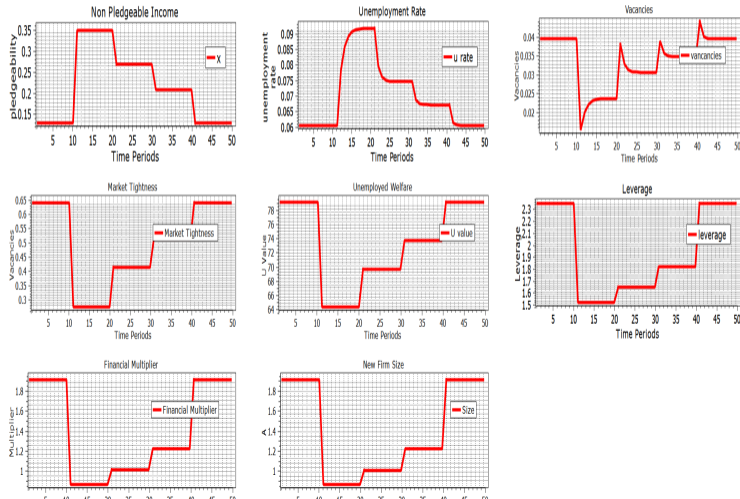 Non Pledgeable Income
pledgeability
0.35
0.3
0.25
0.2
0.15
x
5 10 15 20 25 30 35 40 45 50
Time Periods
Unemployment Rate
unemployment
rate
0.09
0.085
0.08
0.075
0.07
0.065
0.06
u rate
5 10 15 20 25 30 35 40 45 50
Time Periods
Vacancies
Vacancies
0.04
0.035
0.03
0.025
0.02
vancancies
5 10 15 20 25 30 35 40 45 50
Time Periods
Market Tightness
Vacancies
0.65
0.6
0.55
0.5
0.45
0.4
0.35
0.3
Market Tightness
5 10 15 20 25 30 35 40 45 50
Time Periods
Unemployed Welfare
U Value
78
76
74
72
70
68
66
64
U value
5 10 15 20 25 30 35 40 45 50
Time Periods
Leverage
Leverage
2.3
2.2
2.1
2
1.9
1.8
1.7
1.6
1.5
leverage
5 10 15 20 25 30 35 40 45 50
Time Periods
Financial Multiplier
Multiplier
1.8
1.6
1.4
1.2
1
Financial Multiplier
New Firm Size
A
1.8
1.6
1.4
1.2
1
Size